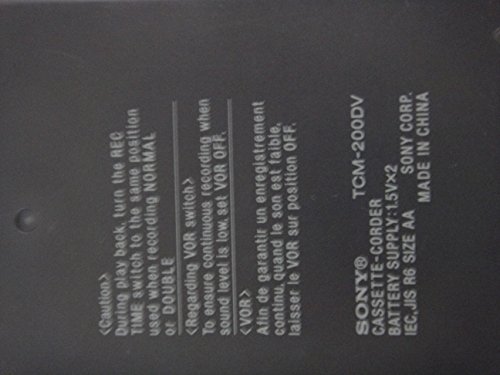 <Caution>
During play back, turn the REC
TIME switch to the same position
used when recording NORMAL
or DOUBLE
<Regarding VOR switch>
To ensure continuous recording when
sound level is low, set VOR OFF.
<VOR>
Afin de garantir un enregistrement
continu, quand le son est faible,
laisser le VOR sur position OFF.
SONY® TCM-200DV
CASSETTE-CORDER
BATTERY SUPPLY:1.5V×2
IEC,JIS R6 SIZE AA SONY CORP.
MADE IN CHINA